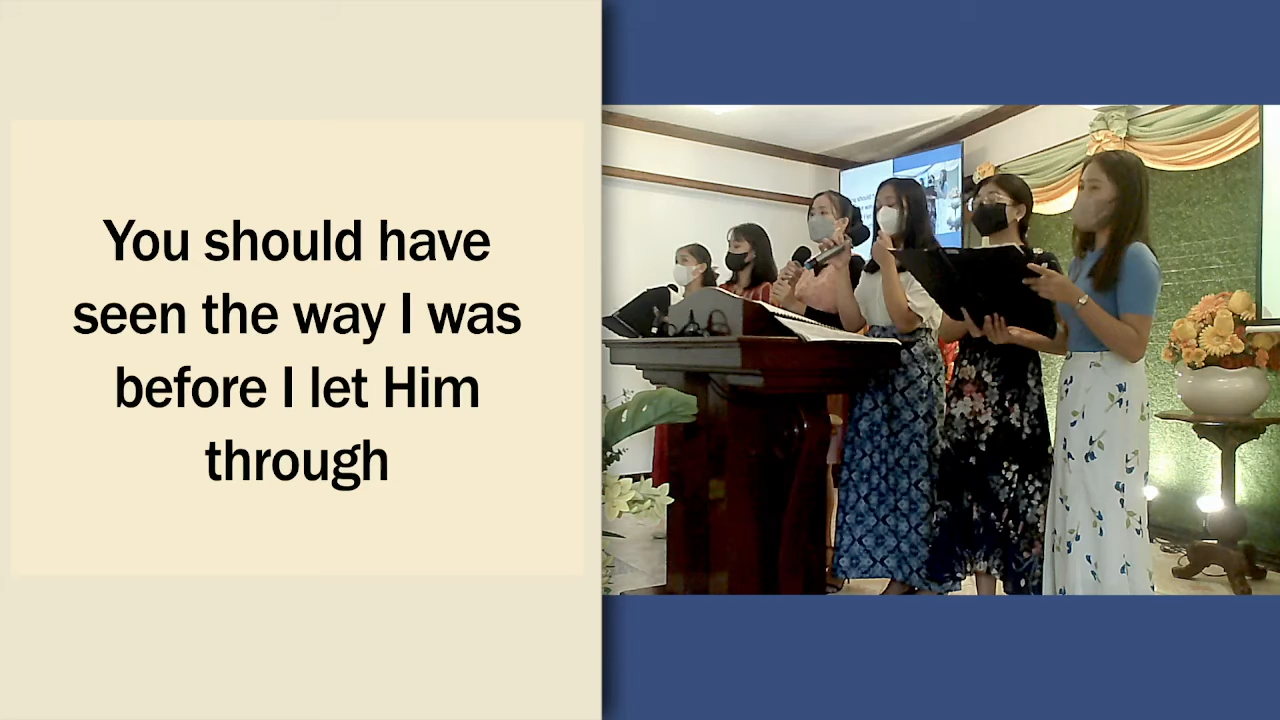 You should have
seen the way I was
before I let Him
through